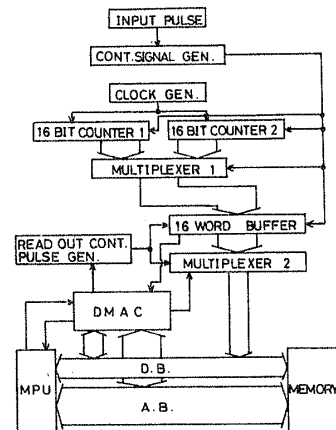 INPUT PULSE
CONT.SIGNAL GEN.
CLOCK GEN.
16 BIT COUNTER 1
16 BIT COUNTER 2
MULTIPLEXER 1
16 WORD BUFFER
READ OUT CONT.
PULSE GEN.
MULTIPLEXER 2
DMAC
MPU
D.B.
MEMORY
A.B.